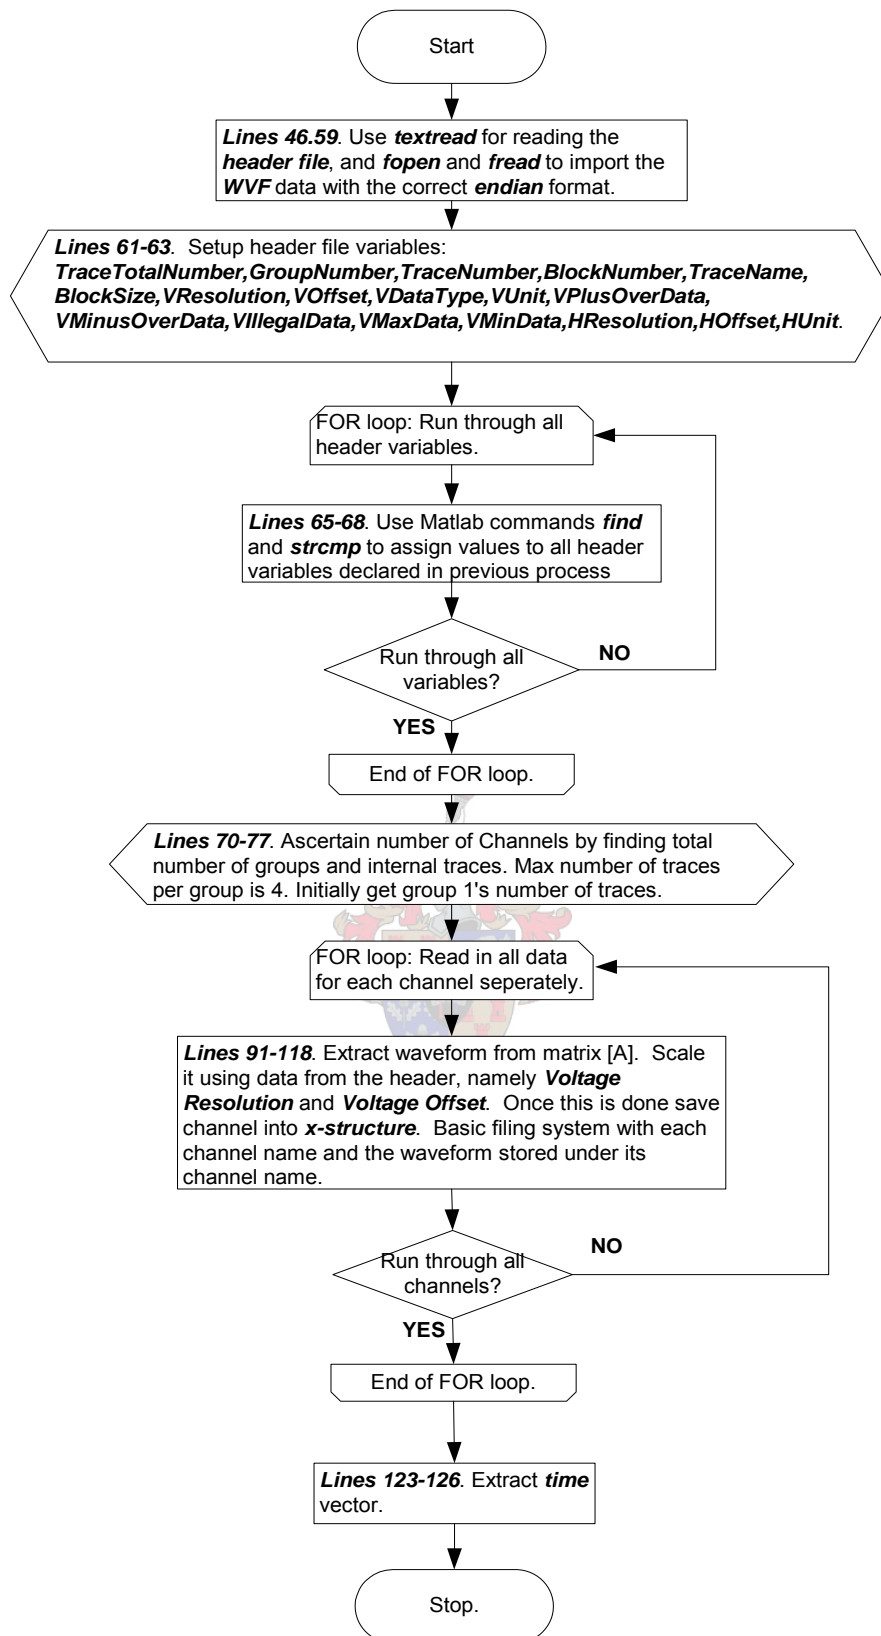 Start
Lines 46.59. Use textread for reading the
header file, and fopen and fread to import the
WVF data with the correct endian format.
Lines 61-63.  Setup header file variables:
TraceTotalNumber,GroupNumber,TraceNumber,BlockNumber,TraceName,
BlockSize,VResolution,VOffset,VDataType,VUnit,VPlusOverData,
VMinusOverData,VIllegalData,VMaxData,VMinData,HResolution,HOffset,HUnit.
FOR loop: Run through all
header variables.
Lines 65-68. Use Matlab commands find
and strcmp to assign values to all header
variables declared in previous process
Run through all
variables?
NO
YES
End of FOR loop.
Lines 70-77. Ascertain number of Channels by finding total
number of groups and internal traces. Max number of traces
per group is 4. Initially get group 1's number of traces.
FOR loop: Read in all data
for each channel seperately.
Lines 91-118. Extract waveform from matrix [A].  Scale
it using data from the header, namely Voltage
Resolution and Voltage Offset.  Once this is done save
channel into x-structure.  Basic filing system with each
channel name and the waveform stored under its
channel name.
Run through all
channels?
NO
YES
End of FOR loop.
Lines 123-126. Extract time
vector.
Stop.